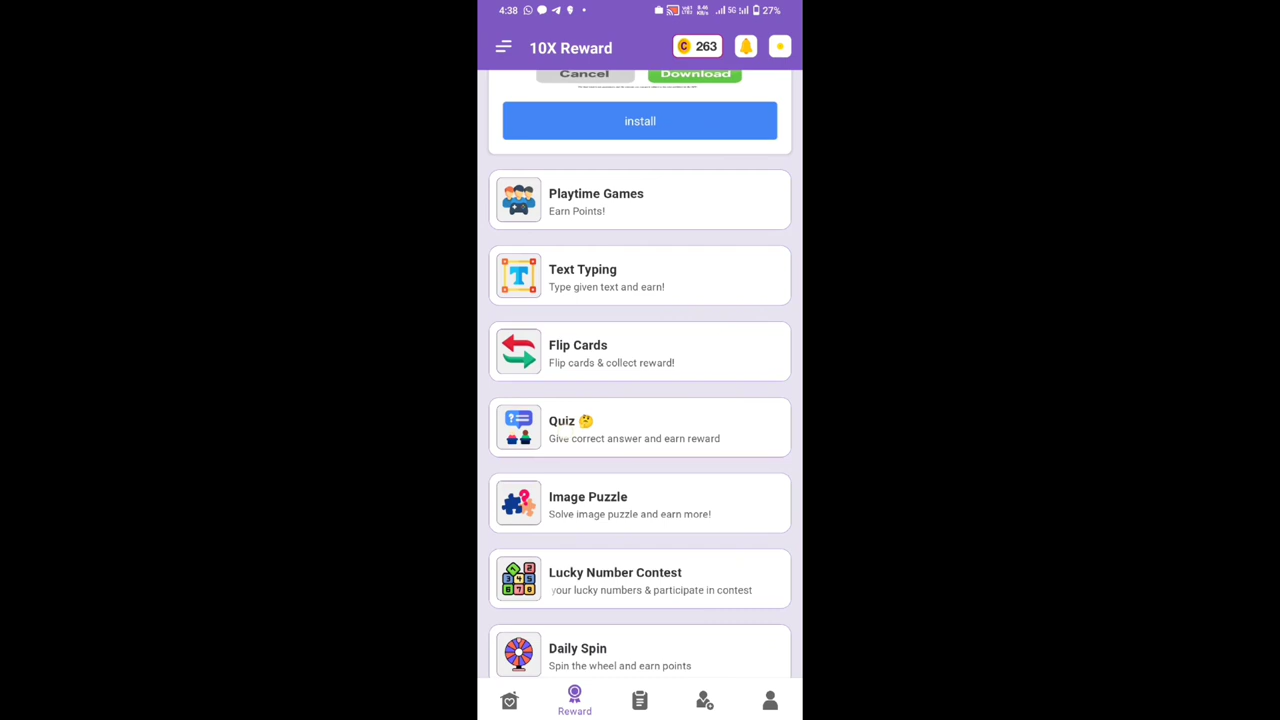 4:38
5G
27%
10X Reward
263
Cancel
Download
install
Playtime Games
Earn Points!
Text Typing
Type given text and earn!
Flip Cards
Flip cards & collect reward!
Quiz 🤔
Give correct answer and earn reward
Image Puzzle
Solve image puzzle and earn more!
Lucky Number Contest
your lucky numbers & participate in contest
Daily Spin
Spin the wheel and earn points
Reward